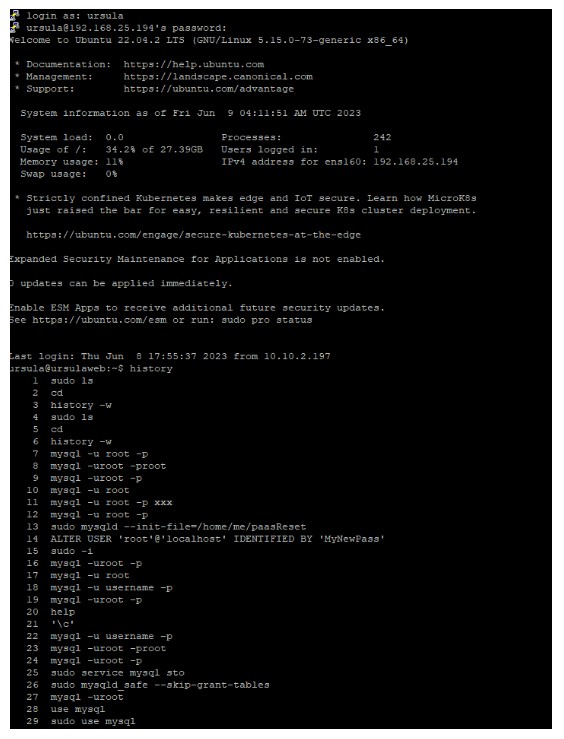 login as: ursula
ursula@192.168.25.194's password:
Welcome to Ubuntu 22.04.2 LTS (GNU/Linux 5.15.0-73-generic x86_64)
* Documentation:  https://help.ubuntu.com
* Management:     https://landscape.canonical.com
* Support:        https://ubuntu.com/advantage
System information as of Fri Jun  9 04:11:51 AM UTC 2023
System load:  0.0                Processes:              242
Usage of /:   34.2% of 27.39GB   Users logged in:        1
Memory usage: 11%                IPv4 address for ens160: 192.168.25.194
Swap usage:   0%
* Strictly confined Kubernetes makes edge and IoT secure. Learn how MicroK8s
just raised the bar for easy, resilient and secure K8s cluster deployment.
https://ubuntu.com/engage/secure-kubernetes-at-the-edge
Expanded Security Maintenance for Applications is not enabled.
0 updates can be applied immediately.
Enable ESM Apps to receive additional future security updates.
See https://ubuntu.com/esm or run: sudo pro status
Last login: Thu Jun  8 17:55:37 2023 from 10.10.2.197
ursula@ursulaweb:~$ history
1  sudo ls
2  cd
3  history -w
4  sudo ls
5  cd
6  history -w
7  mysql -u root -p
8  mysql -uroot -proot
9  mysql -uroot -p
10  mysql -u root
11  mysql -u root -p xxx
12  mysql -u root -p
13  sudo mysqld --init-file=/home/me/paasReset
14  ALTER USER 'root'@'localhost' IDENTIFIED BY 'MyNewPass'
15  sudo -i
16  mysql -uroot -p
17  mysql -u root
18  mysql -u username -p
19  mysql -uroot -p
20  help
21  '\c'
22  mysql -u username -p
23  mysql -uroot -proot
24  mysql -uroot -p
25  sudo service mysql sto
26  sudo mysqld_safe --skip-grant-tables
27  mysql -uroot
28  use mysql
29  sudo use mysql